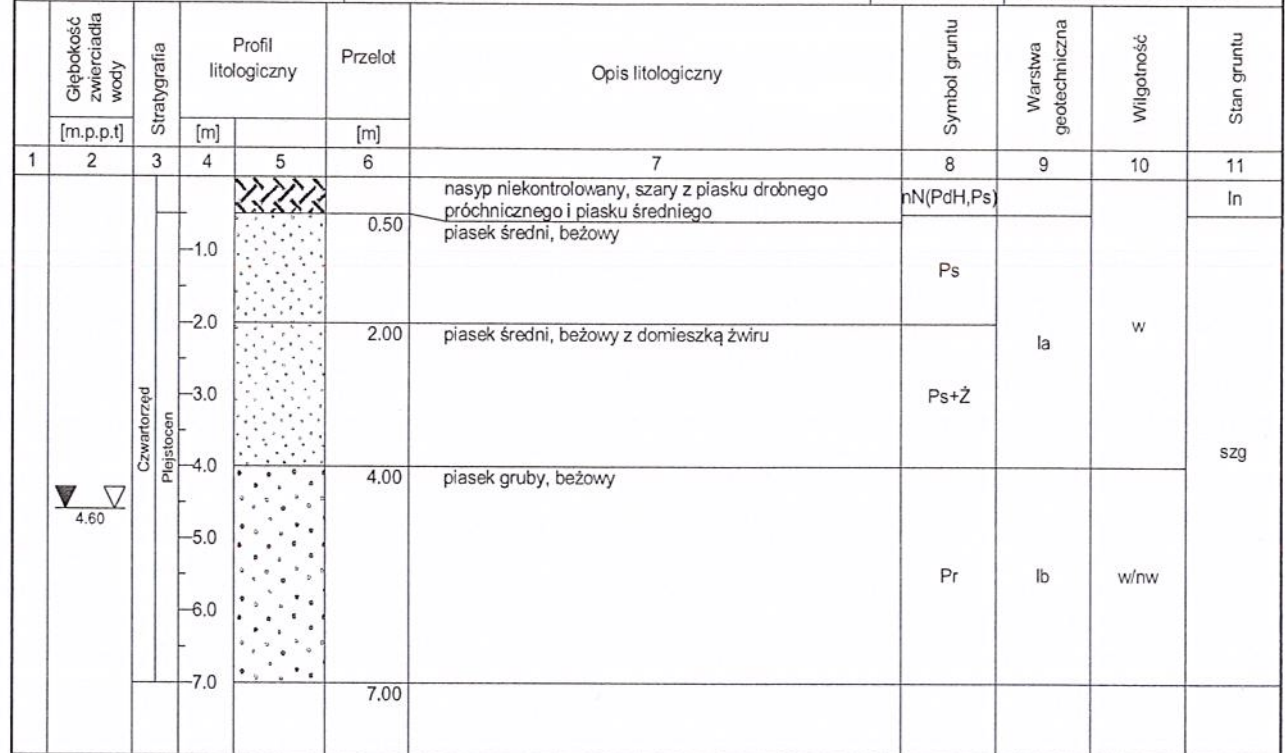 Głębokość
zwierciadła
wody
[m.p.p.t]
Stratygrafia
Profil
litologiczny
[m]
Przelot
[m]
Opis litologiczny
Symbol gruntu
Warstwa
geotechniczna
Wilgotność
Stan gruntu
1 2 3 4 5 6 7 8 9 10 11
nasyp niekontrolowany, szary z piasku drobnego
próchnicznego i piasku średniego
nN(PdH,Ps)
ln
0.50
piasek średni, beżowy
1.0
Ps
2.0
2.00
piasek średni, beżowy z domieszką żwiru
Ia
w
3.0
Ps+Ż
Czwartorzęd
Plejstocen
szg
4.0
4.00
piasek gruby, beżowy
4.60
5.0
Pr
Ib
w/nw
6.0
7.0
7.00